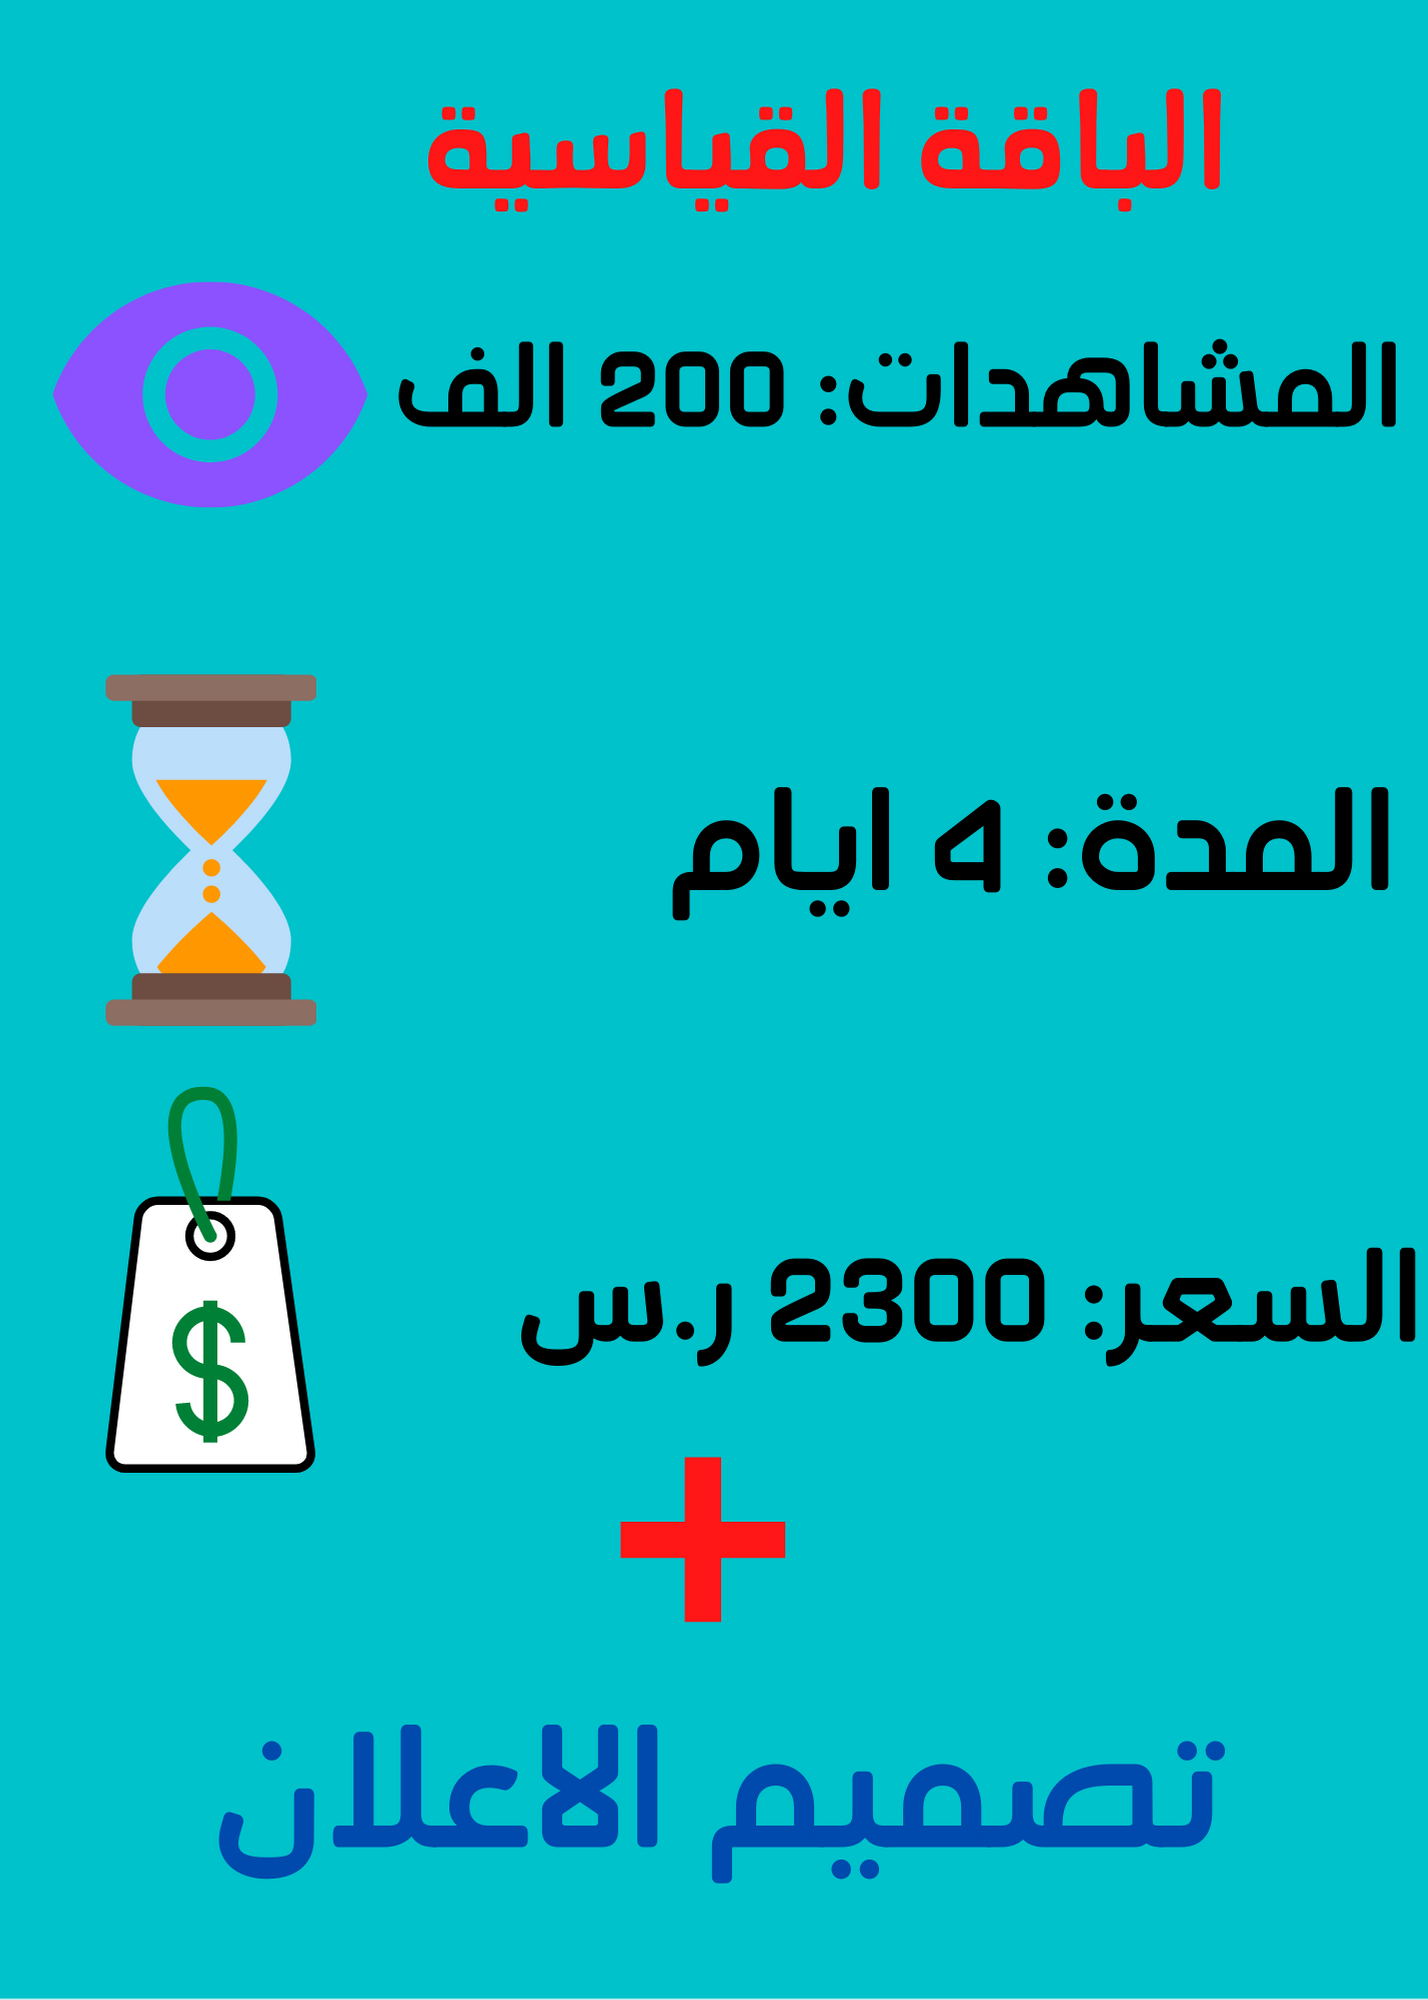 الباقة القياسية
المشاهدات: 200 الف
المدة: 4 ايام
السعر: 2300 ر.س
$
+
تصميم الاعلان